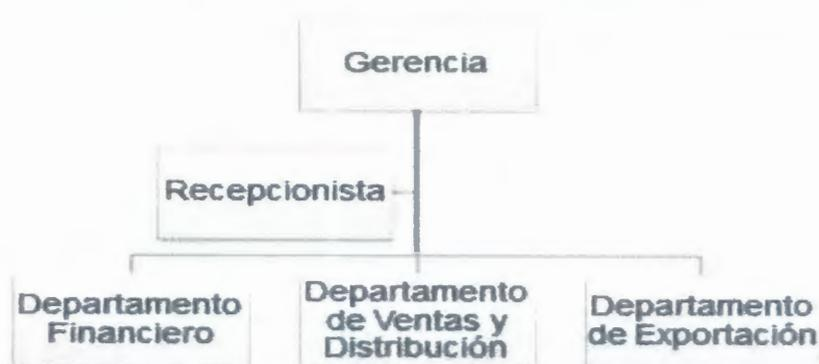 Gerencia
Recepcionista
Departamento
Financiero
Departamento
de Ventas y
Distribución
Departamento
de Exportación